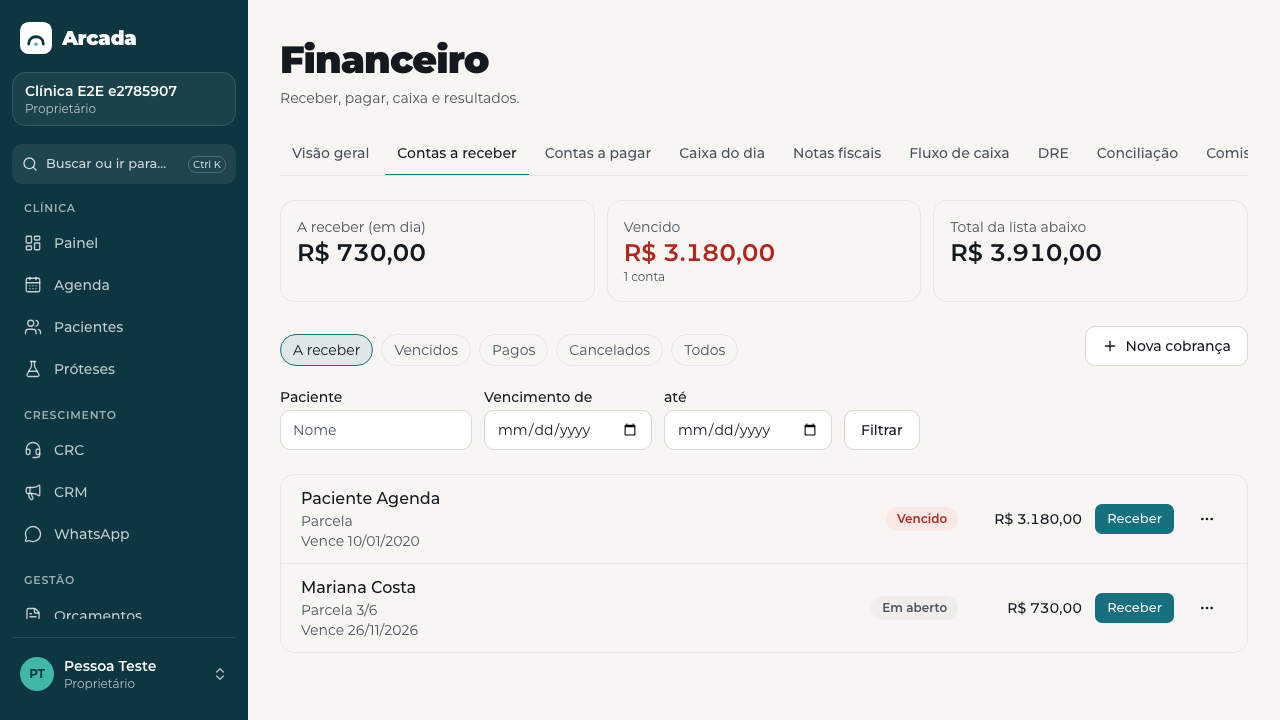 Arcada
Clínica E2E e2785907
Proprietário
Buscar ou ir para... Ctrl K
CLÍNICA
Painel
Agenda
Pacientes
Próteses
CRESCIMENTO
CRC
CRM
WhatsApp
GESTÃO
Orçamentos
PT Pessoa Teste
Proprietário
Financeiro
Receber, pagar, caixa e resultados.
Visão geral Contas a receber Contas a pagar Caixa do dia Notas fiscais Fluxo de caixa DRE Conciliação Comis
A receber (em dia)
R$ 730,00
Vencido
R$ 3.180,00
1 conta
Total da lista abaixo
R$ 3.910,00
A receber Vencidos Pagos Cancelados Todos
+ Nova cobrança
Paciente Vencimento de até
Nome mm/dd/yyyy mm/dd/yyyy Filtrar
Paciente Agenda
Parcela
Vence 10/01/2020
Vencido R$ 3.180,00 Receber ...
Mariana Costa
Parcela 3/6
Vence 26/11/2026
Em aberto R$ 730,00 Receber ...